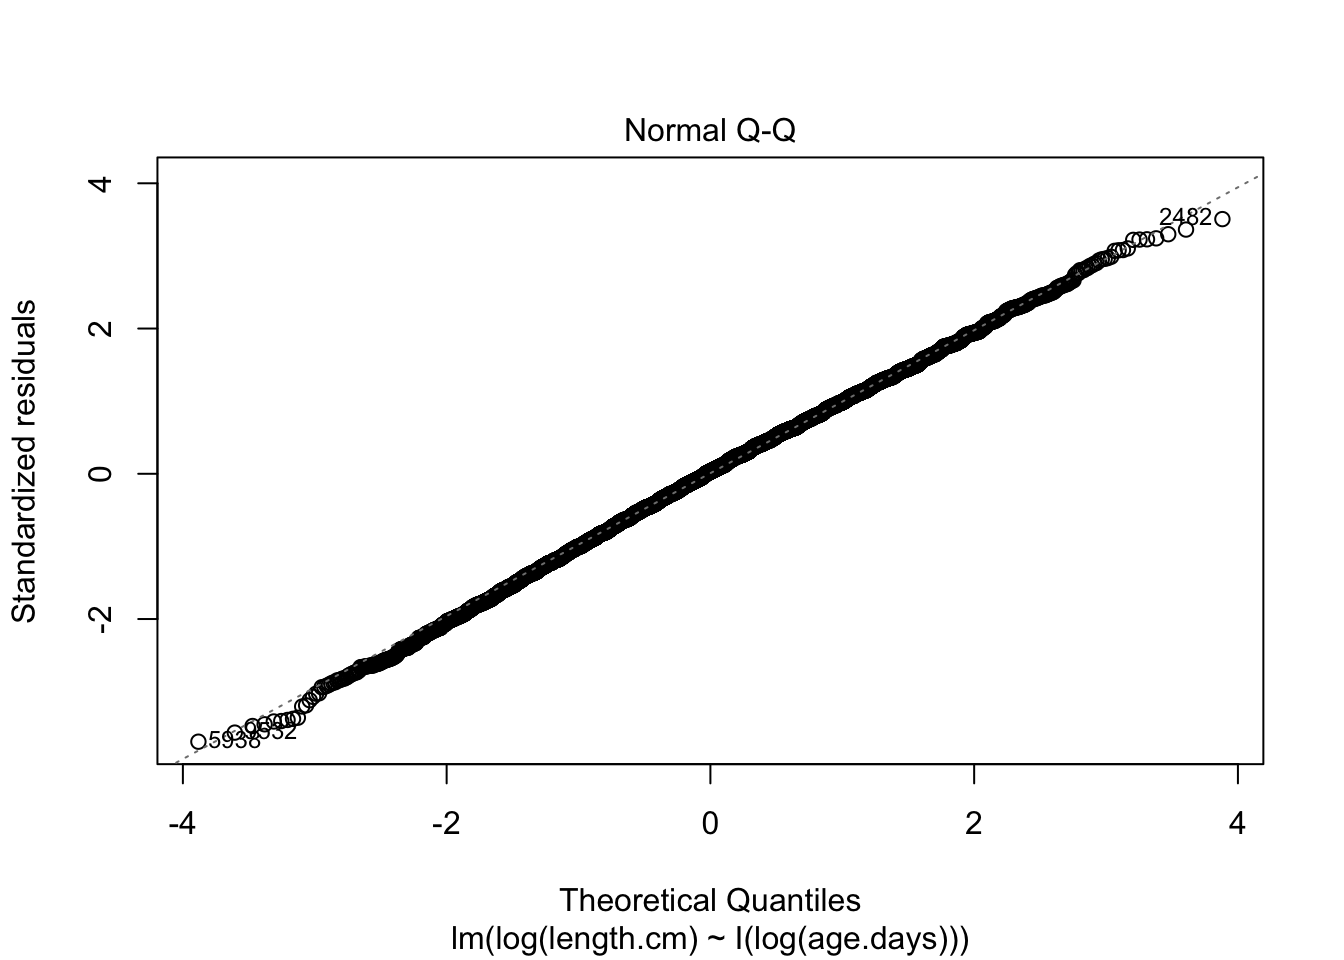 Normal Q-Q
Standardized residuals
4
2
0
-2
2482
5938
-4
-2
0
2
4
Theoretical Quantiles
lm(log(length.cm) ~ I(log(age.days)))